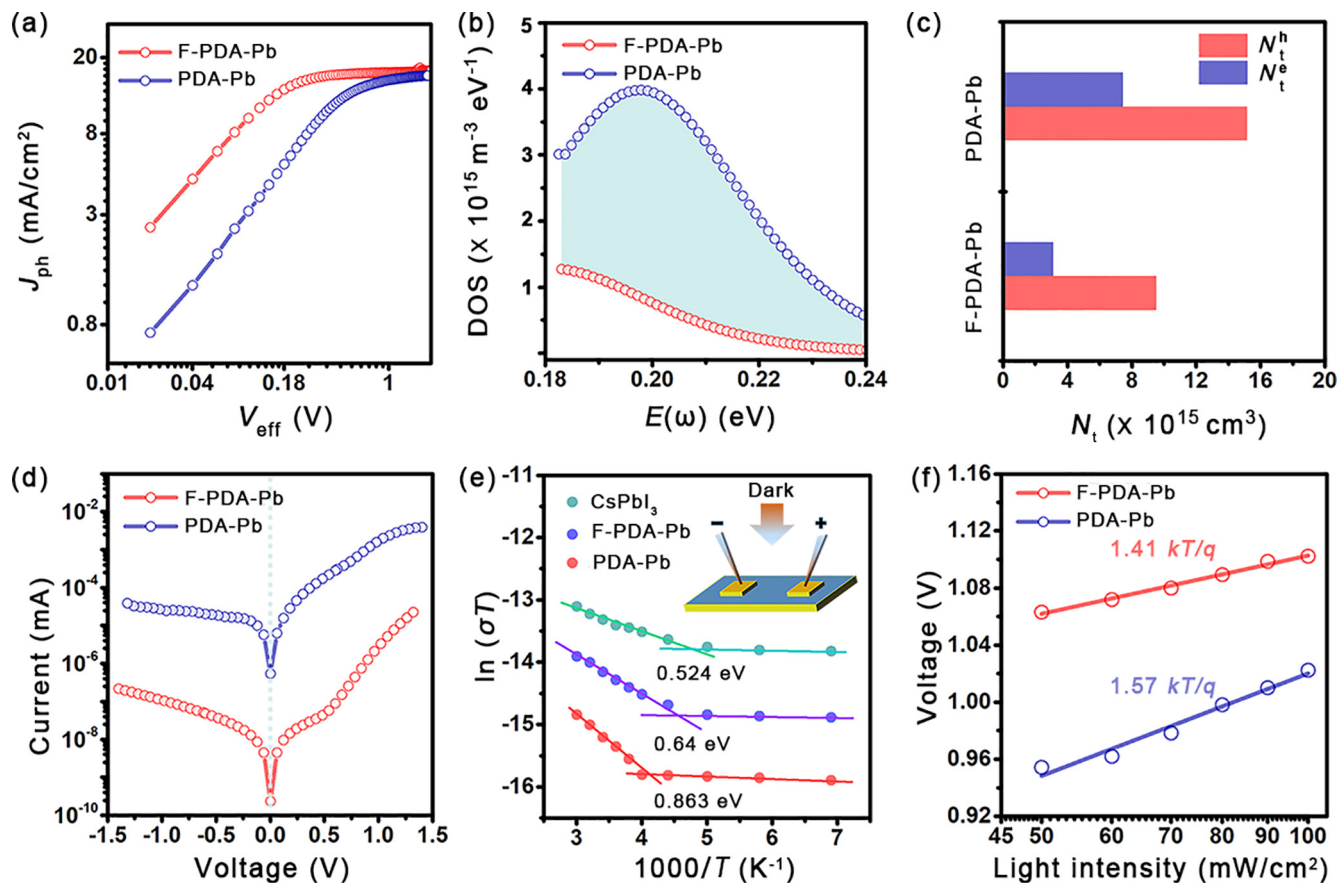 (a)
F-PDA-Pb
PDA-Pb
20
8
3
0.8
0.01
0.04
0.18
1
J_ph (mA/cm²)
V_eff (V)
(b)
F-PDA-Pb
PDA-Pb
5
4
3
2
1
0.18
0.20
0.22
0.24
DOS (x 10¹⁵ m⁻³ eV⁻¹)
E(ω) (eV)
(c)
N_t^h
N_t^e
PDA-Pb
F-PDA-Pb
0
4
8
12
16
20
N_t (x 10¹⁵ cm³)
(d)
F-PDA-Pb
PDA-Pb
10⁻²
10⁻⁴
10⁻⁶
10⁻⁸
10⁻¹⁰
-1.5
-1.0
-0.5
0.0
0.5
1.0
1.5
Current (mA)
Voltage (V)
(e)
CsPbI₃
F-PDA-Pb
PDA-Pb
Dark
-
+
0.524 eV
0.64 eV
0.863 eV
-11
-12
-13
-14
-15
-16
3
4
5
6
7
ln (σT)
1000/T (K⁻¹)
(f)
F-PDA-Pb
PDA-Pb
1.41 kT/q
1.57 kT/q
1.16
1.12
1.08
1.04
1.00
0.96
0.92
45
50
60
70
80
90
100
Voltage (V)
Light intensity (mW/cm²)